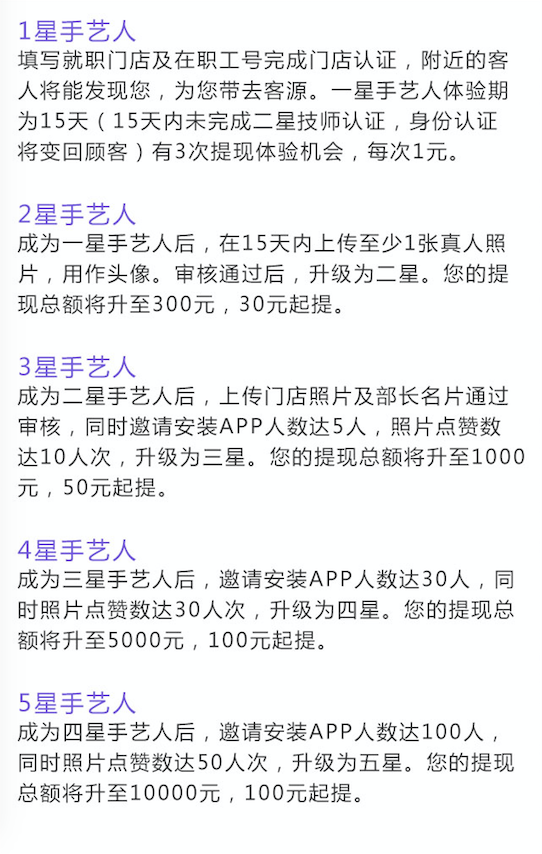 1星手艺人
填写就职门店及在职工号完成门店认证，附近的客
人将能发现您，为您带去客源。一星手艺人体验期
为15天（15天内未完成二星技师认证，身份认证
将变回顾客）有3次提现体验机会，每次1元。
2星手艺人
成为一星手艺人后，在15天内上传至少1张真人照
片，用作头像。审核通过后，升级为二星。您的提
现总额将升至300元，30元起提。
3星手艺人
成为二星手艺人后，上传门店照片及部长名片通过
审核，同时邀请安装APP人数达5人，照片点赞数
达10人次，升级为三星。您的提现总额将升至1000
元，50元起提。
4星手艺人
成为三星手艺人后，邀请安装APP人数达30人，同
时照片点赞数达30人次，升级为四星。您的提现总
额将升至5000元，100元起提。
5星手艺人
成为四星手艺人后，邀请安装APP人数达100人，
同时照片点赞数达50人次，升级为五星。您的提现
总额将升至10000元，100元起提。